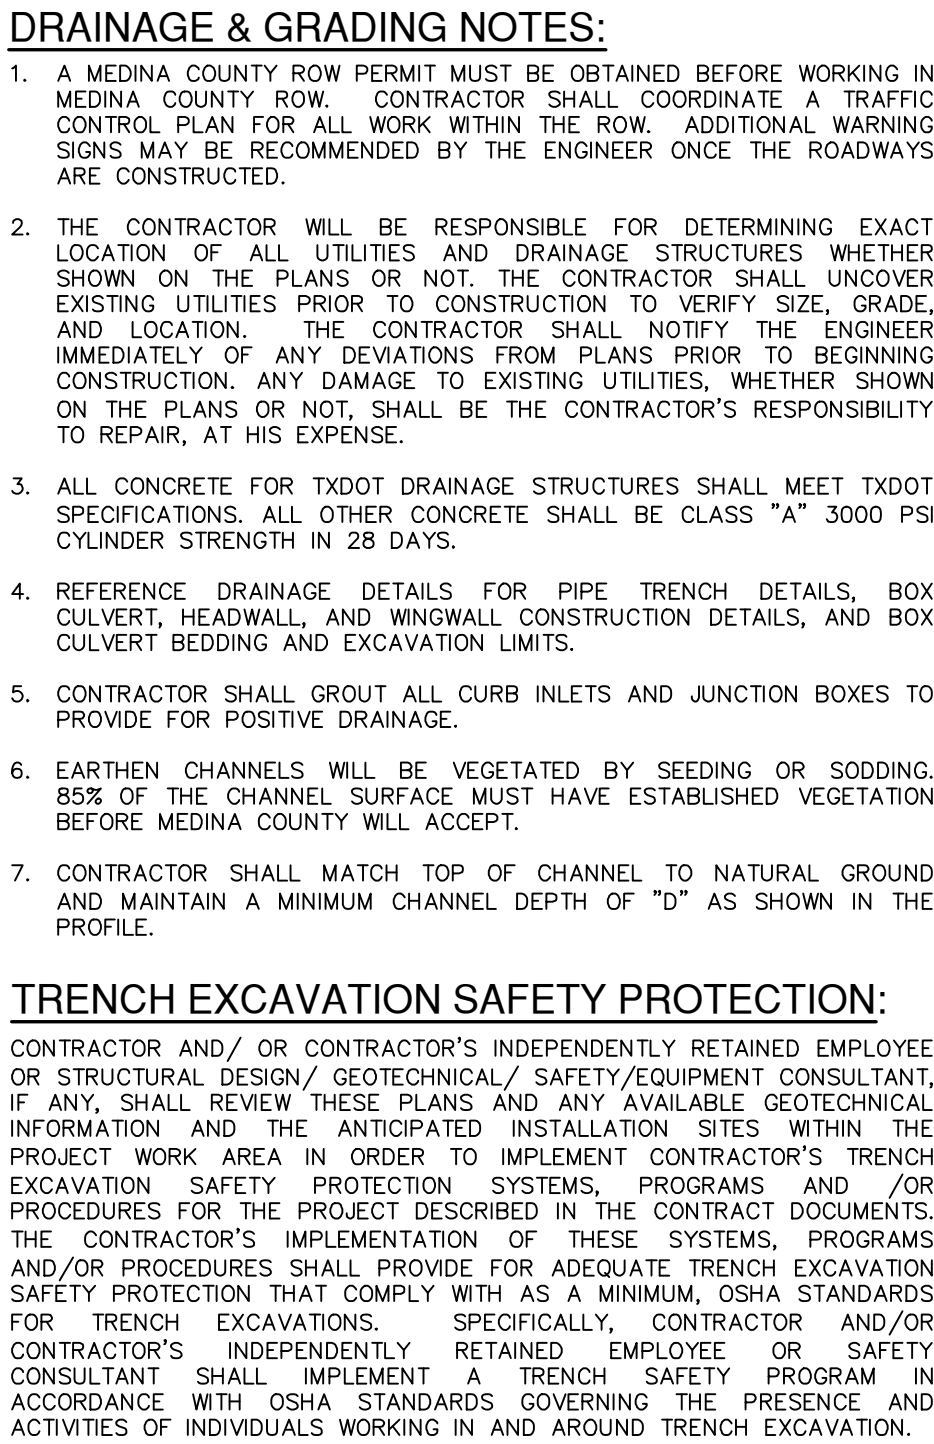 DRAINAGE & GRADING NOTES:
1. A MEDINA COUNTY ROW PERMIT MUST BE OBTAINED BEFORE WORKING IN
MEDINA COUNTY ROW. CONTRACTOR SHALL COORDINATE A TRAFFIC
CONTROL PLAN FOR ALL WORK WITHIN THE ROW. ADDITIONAL WARNING
SIGNS MAY BE RECOMMENDED BY THE ENGINEER ONCE THE ROADWAYS
ARE CONSTRUCTED.
2. THE CONTRACTOR WILL BE RESPONSIBLE FOR DETERMINING EXACT
LOCATION OF ALL UTILITIES AND DRAINAGE STRUCTURES WHETHER
SHOWN ON THE PLANS OR NOT. THE CONTRACTOR SHALL UNCOVER
EXISTING UTILITIES PRIOR TO CONSTRUCTION TO VERIFY SIZE, GRADE,
AND LOCATION. THE CONTRACTOR SHALL NOTIFY THE ENGINEER
IMMEDIATELY OF ANY DEVIATIONS FROM PLANS PRIOR TO BEGINNING
CONSTRUCTION. ANY DAMAGE TO EXISTING UTILITIES, WHETHER SHOWN
ON THE PLANS OR NOT, SHALL BE THE CONTRACTOR'S RESPONSIBILITY
TO REPAIR, AT HIS EXPENSE.
3. ALL CONCRETE FOR TXDOT DRAINAGE STRUCTURES SHALL MEET TXDOT
SPECIFICATIONS. ALL OTHER CONCRETE SHALL BE CLASS "A" 3000 PSI
CYLINDER STRENGTH IN 28 DAYS.
4. REFERENCE DRAINAGE DETAILS FOR PIPE TRENCH DETAILS, BOX
CULVERT, HEADWALL, AND WINGWALL CONSTRUCTION DETAILS, AND BOX
CULVERT BEDDING AND EXCAVATION LIMITS.
5. CONTRACTOR SHALL GROUT ALL CURB INLETS AND JUNCTION BOXES TO
PROVIDE FOR POSITIVE DRAINAGE.
6. EARTHEN CHANNELS WILL BE VEGETATED BY SEEDING OR SODDING.
85% OF THE CHANNEL SURFACE MUST HAVE ESTABLISHED VEGETATION
BEFORE MEDINA COUNTY WILL ACCEPT.
7. CONTRACTOR SHALL MATCH TOP OF CHANNEL TO NATURAL GROUND
AND MAINTAIN A MINIMUM CHANNEL DEPTH OF "D" AS SHOWN IN THE
PROFILE.
TRENCH EXCAVATION SAFETY PROTECTION:
CONTRACTOR AND/ OR CONTRACTOR'S INDEPENDENTLY RETAINED EMPLOYEE
OR STRUCTURAL DESIGN/ GEOTECHNICAL/ SAFETY/EQUIPMENT CONSULTANT,
IF ANY, SHALL REVIEW THESE PLANS AND ANY AVAILABLE GEOTECHNICAL
INFORMATION AND THE ANTICIPATED INSTALLATION SITES WITHIN THE
PROJECT WORK AREA IN ORDER TO IMPLEMENT CONTRACTOR'S TRENCH
EXCAVATION SAFETY PROTECTION SYSTEMS, PROGRAMS AND /OR
PROCEDURES FOR THE PROJECT DESCRIBED IN THE CONTRACT DOCUMENTS.
THE CONTRACTOR'S IMPLEMENTATION OF THESE SYSTEMS, PROGRAMS
AND/OR PROCEDURES SHALL PROVIDE FOR ADEQUATE TRENCH EXCAVATION
SAFETY PROTECTION THAT COMPLY WITH AS A MINIMUM, OSHA STANDARDS
FOR TRENCH EXCAVATIONS. SPECIFICALLY, CONTRACTOR AND/OR
CONTRACTOR'S INDEPENDENTLY RETAINED EMPLOYEE OR SAFETY
CONSULTANT SHALL IMPLEMENT A TRENCH SAFETY PROGRAM IN
ACCORDANCE WITH OSHA STANDARDS GOVERNING THE PRESENCE AND
ACTIVITIES OF INDIVIDUALS WORKING IN AND AROUND TRENCH EXCAVATION.